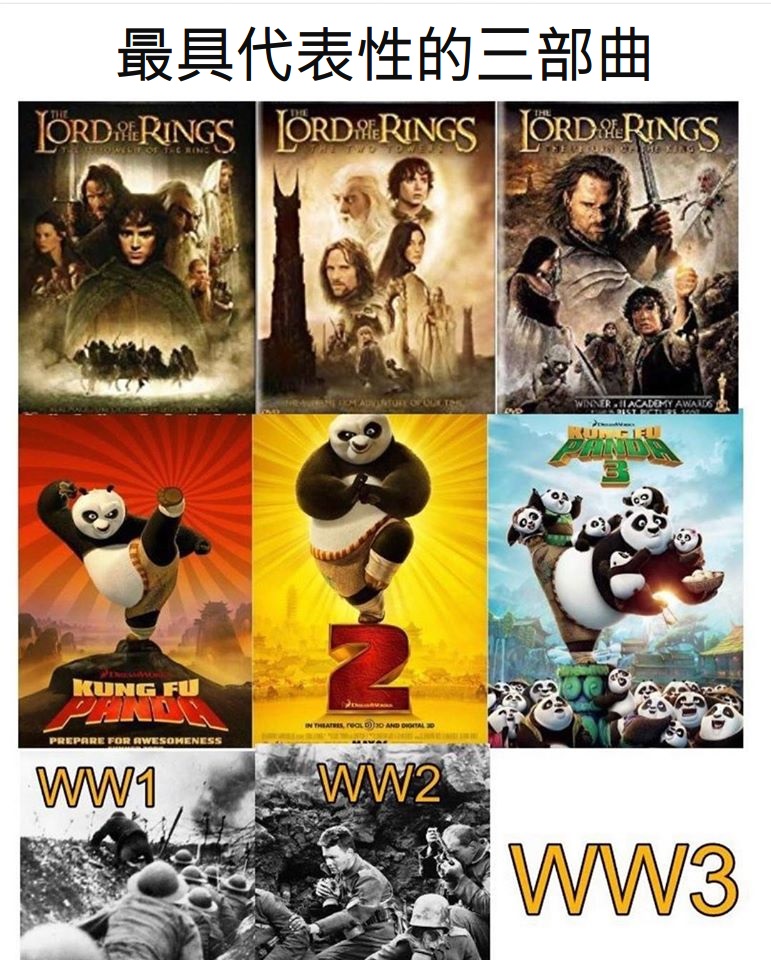 最具代表性的三部曲
THE LORD OF THE RINGS
THE FELLOWSHIP OF THE RING
THE LORD OF THE RINGS
THE TWO TOWERS
THE LORD OF THE RINGS
THE RETURN OF THE KING
DVD
DVD
WINNER 11 ACADEMY AWARDS
DREAMWORKS
KUNG FU
PANDA
PREPARE FOR AWESOMENESS
2
DREAMWORKS
IN THEATRES, REAL D 3D AND DIGITAL 3D
DREAMWORKS
KUNG FU
PANDA
3
WW1
WW2
WW3